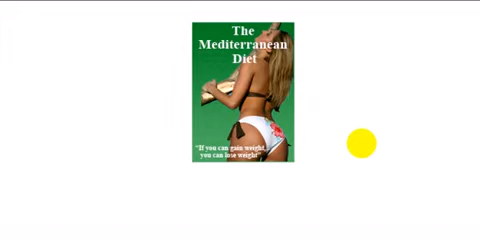 The
Mediterranean
Diet
"If you can gain weight,
you can lose weight"